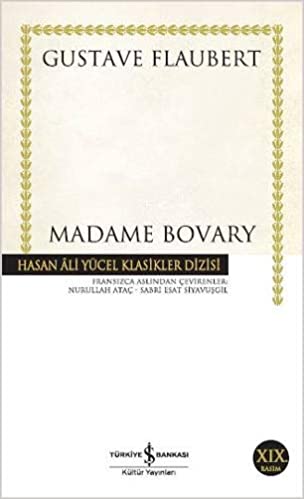 GUSTAVE FLAUBERT
MADAME BOVARY
HASAN ÂLİ YÜCEL KLASİKLER DİZİSİ
FRANSIZCA ASLINDAN ÇEVİRENLER:
NURULLAH ATAÇ - SABRİ ESAT SİYAVUŞGİL
TÜRKİYE İŞ BANKASI
Kültür Yayınları
XIX.
BASIM